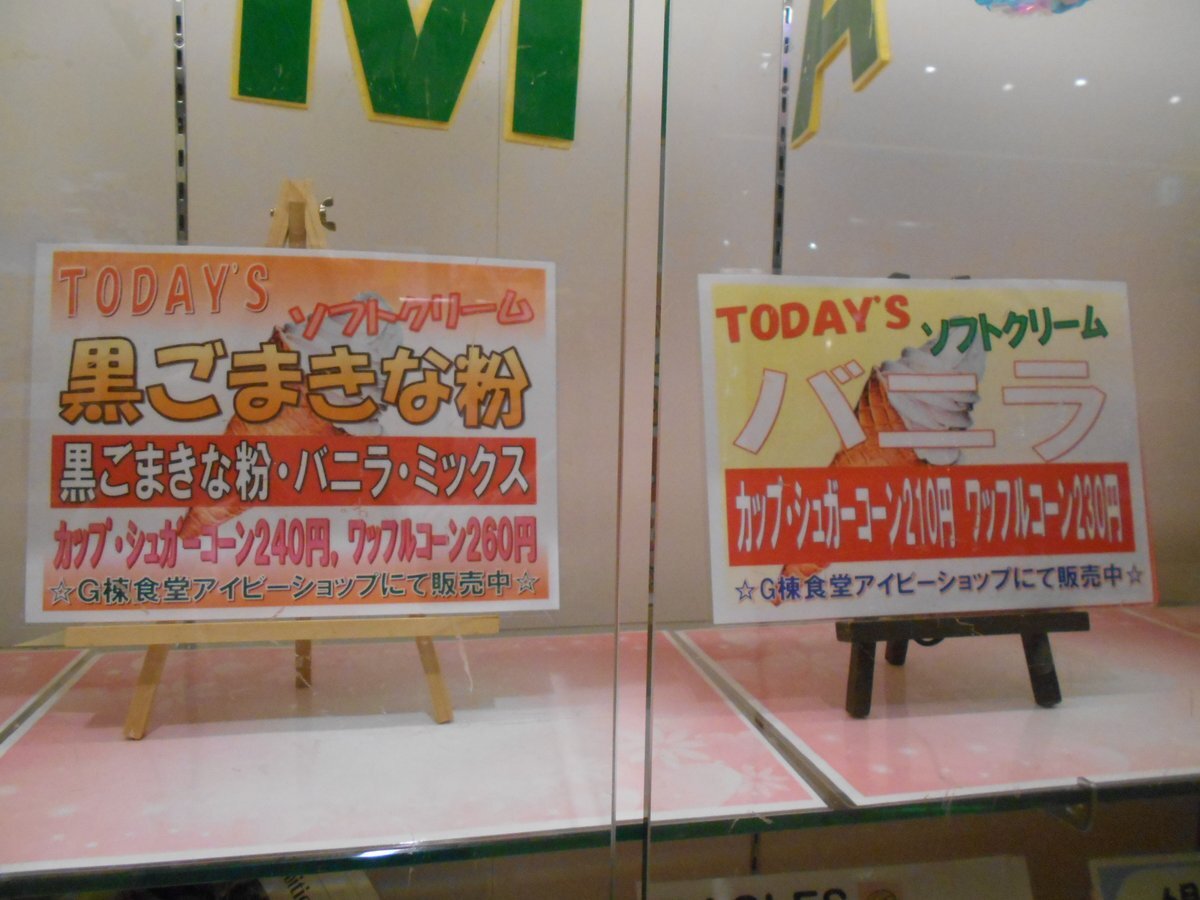 M
A
TODAY'S
ソフトクリーム
黒ごまきな粉
黒ごまきな粉・バニラ・ミックス
カップ・シュガーコーン240円, ワッフルコーン260円
☆G棟食堂アイビーショップにて販売中☆
TODAY'S
ソフトクリーム
バニラ
カップ・シュガーコーン210円 ワッフルコーン230円
☆G棟食堂アイビーショップにて販売中☆